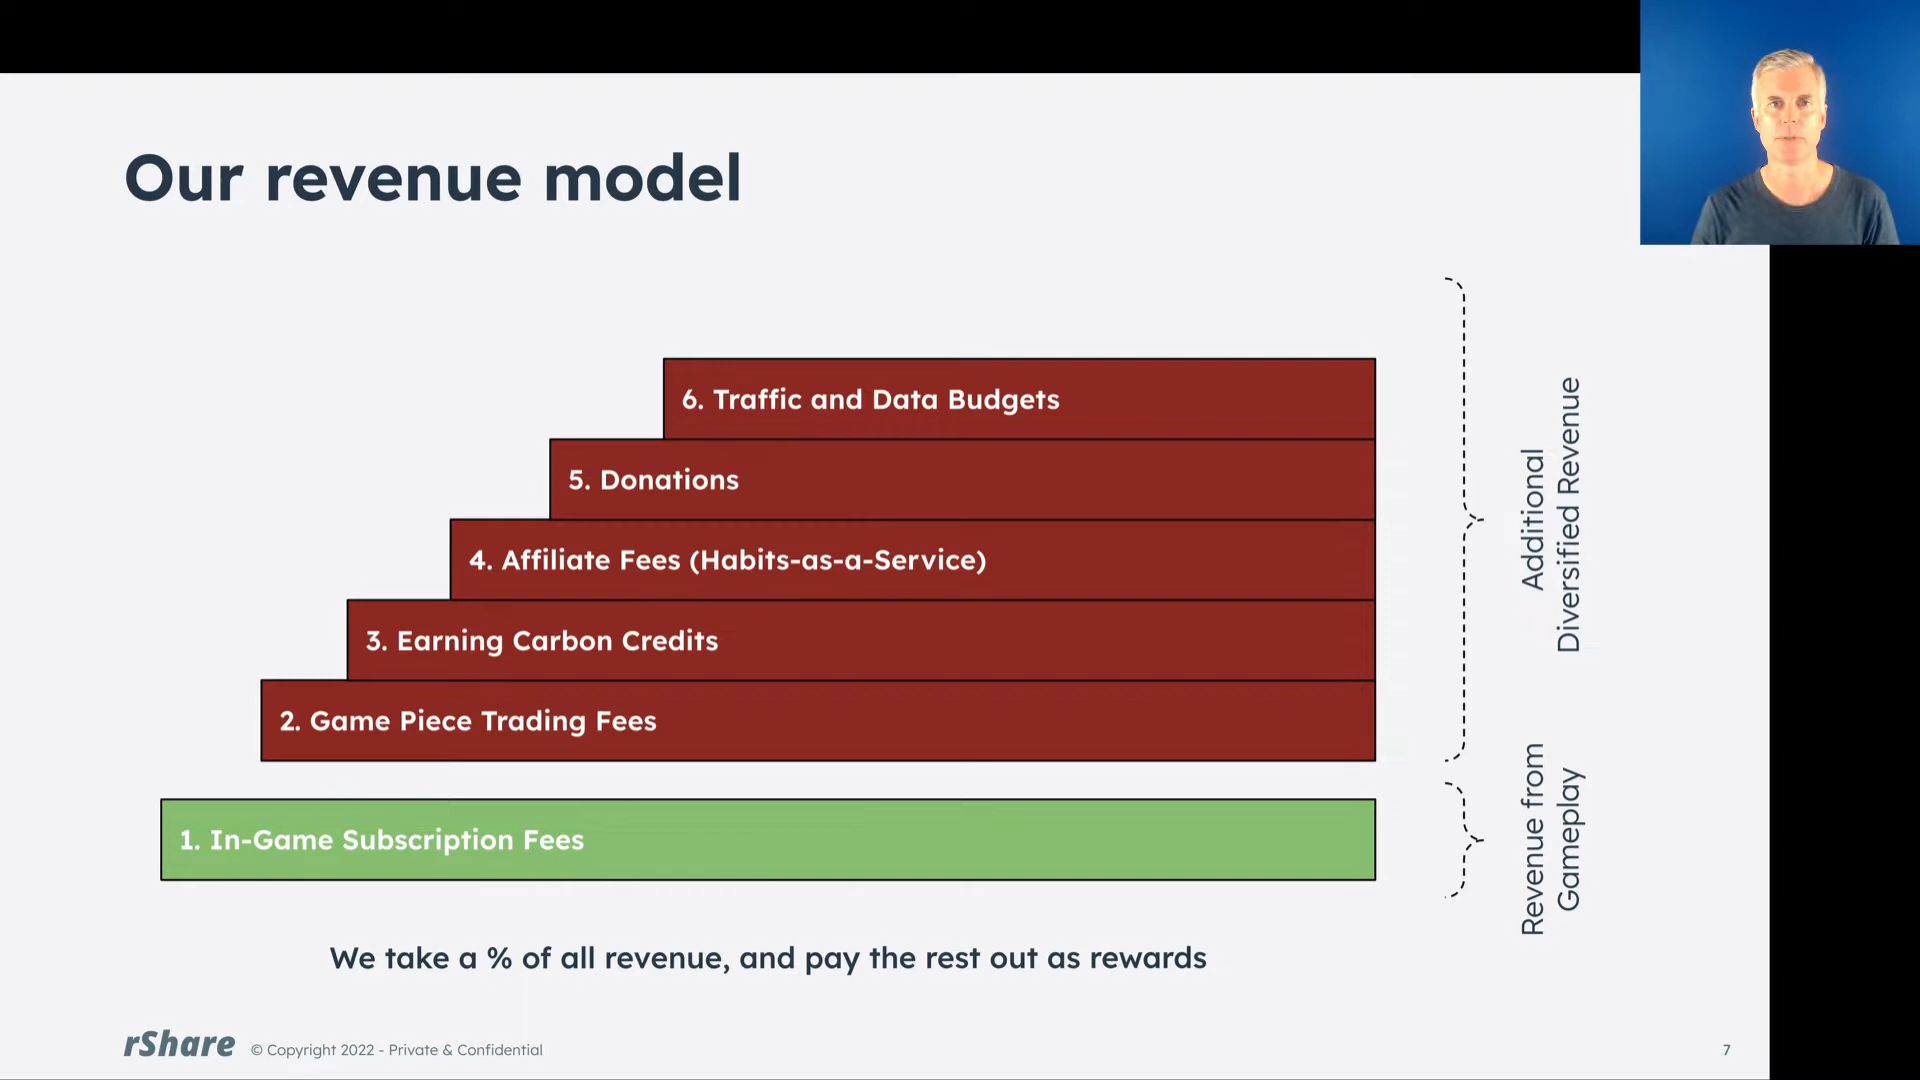 Our revenue model
6. Traffic and Data Budgets
5. Donations
4. Affiliate Fees (Habits-as-a-Service)
3. Earning Carbon Credits
2. Game Piece Trading Fees
1. In-Game Subscription Fees
Additional
Diversified Revenue
Revenue from
Gameplay
We take a % of all revenue, and pay the rest out as rewards
rShare © Copyright 2022 - Private & Confidential
7